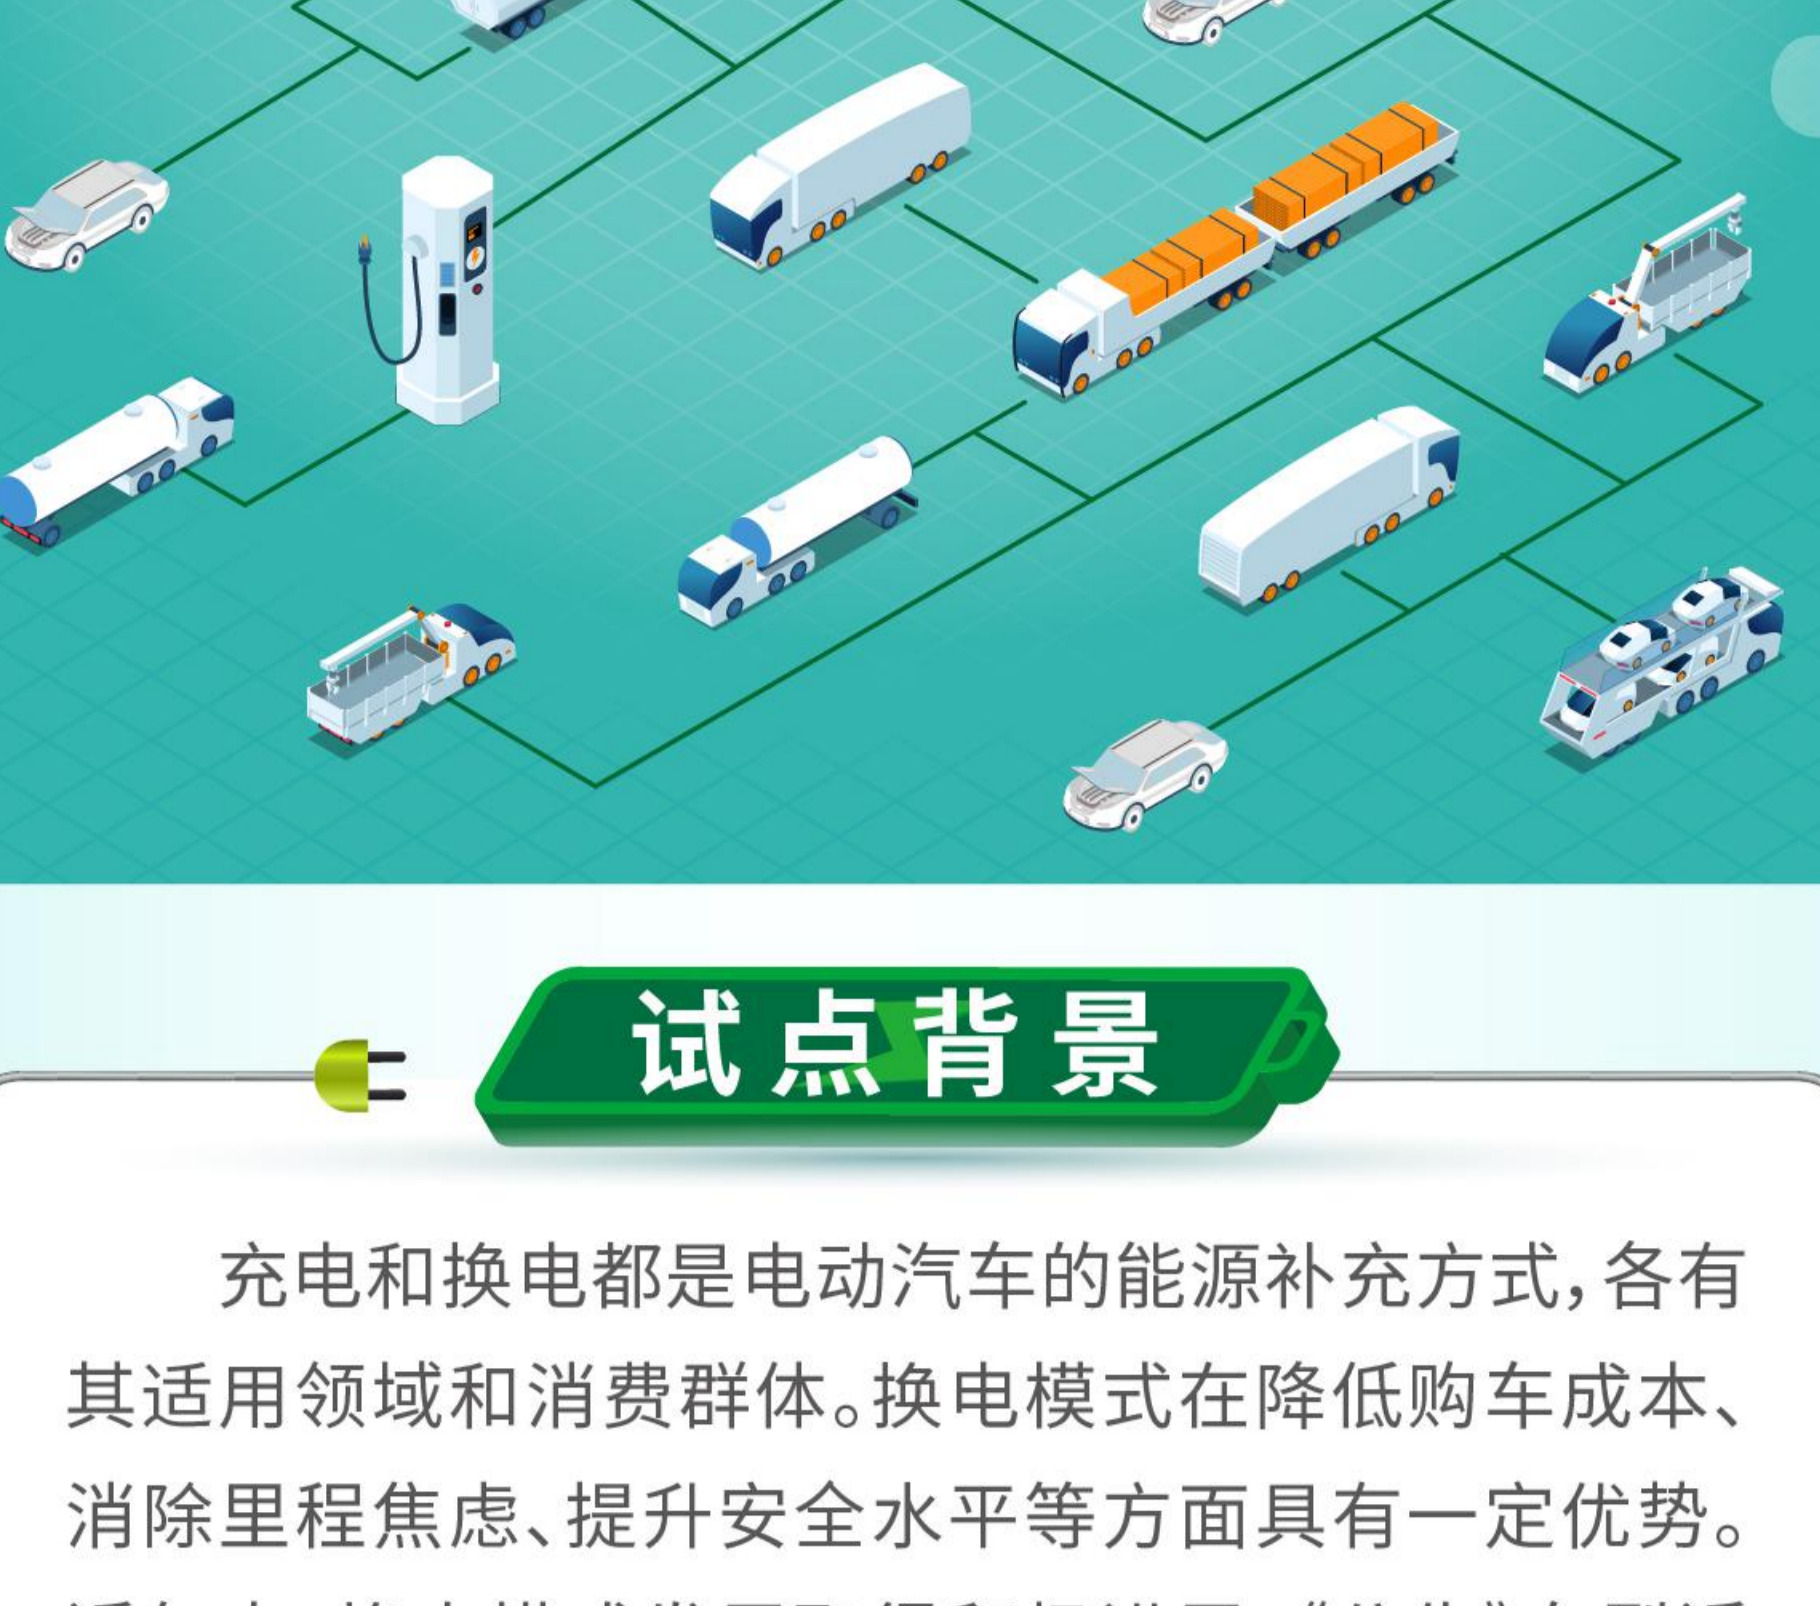 试点背景
充电和换电都是电动汽车的能源补充方式，各有
其适用领域和消费群体。换电模式在降低购车成本、
消除里程焦虑、提升安全水平等方面具有一定优势。